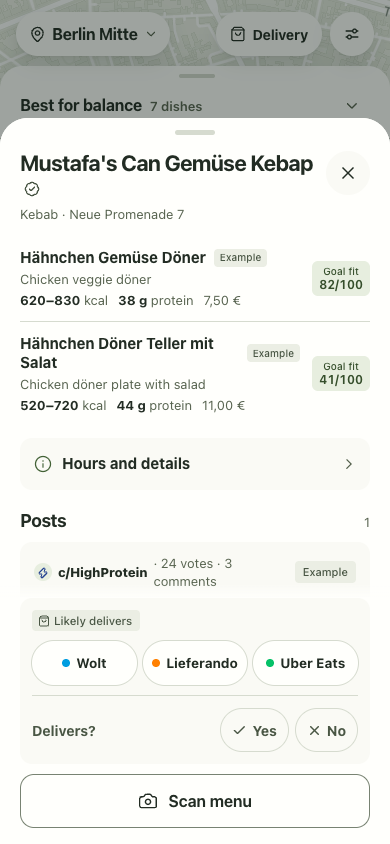 Berlin Mitte
Delivery
Best for balance 7 dishes
Mustafa's Can Gemüse Kebap
Kebab · Neue Promenade 7
Hähnchen Gemüse Döner Example
Chicken veggie döner
620–830 kcal 38 g protein 7,50 €
Goal fit
82/100
Hähnchen Döner Teller mit
Salat
Example
Chicken döner plate with salad
520–720 kcal 44 g protein 11,00 €
Goal fit
41/100
Hours and details
Posts 1
c/HighProtein · 24 votes · 3
comments
Example
Likely delivers
Wolt Lieferando Uber Eats
Delivers? Yes No
Scan menu